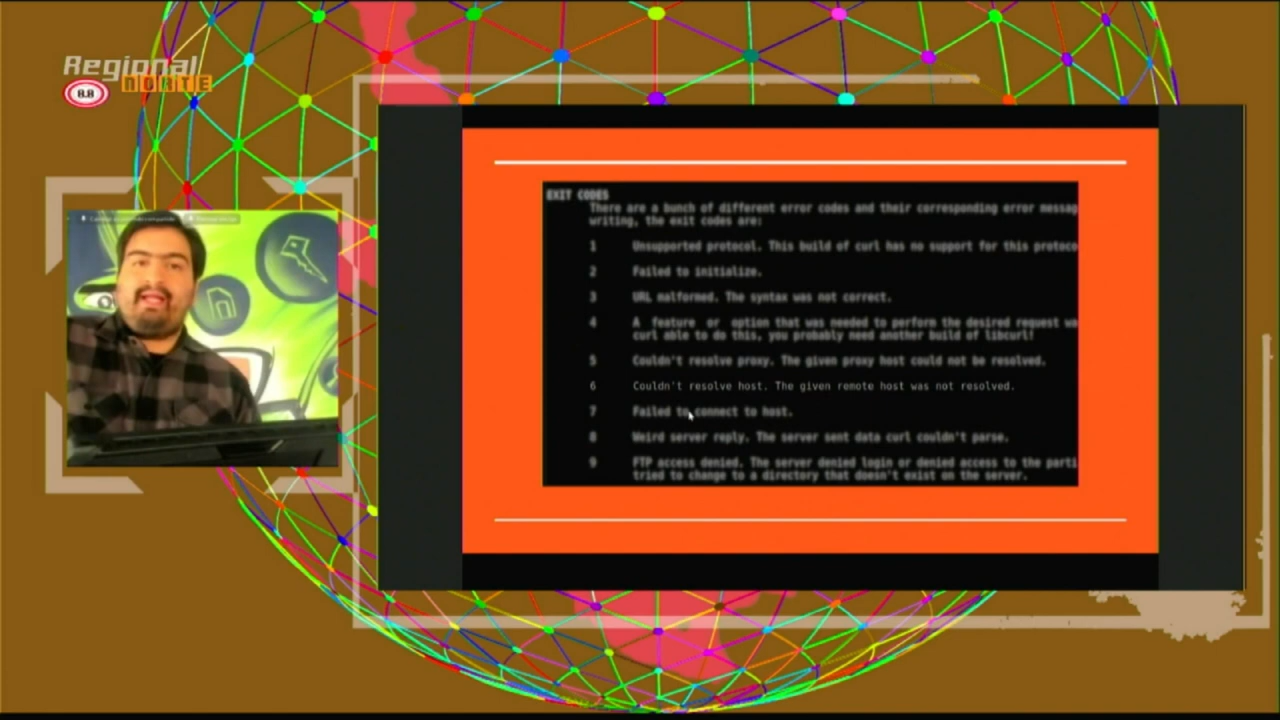 Regional
NORTE
8.8
EXIT CODES
There are a bunch of different error codes and their corresponding error messag
writing, the exit codes are:
1 Unsupported protocol. This build of curl has no support for this protoco
2 Failed to initialize.
3 URL malformed. The syntax was not correct.
4 A feature or option that was needed to perform the desired request wa
curl able to do this, you probably need another build of libcurl!
5 Couldn't resolve proxy. The given proxy host could not be resolved.
6 Couldn't resolve host. The given remote host was not resolved.
7 Failed to connect to host.
8 Weird server reply. The server sent data curl couldn't parse.
9 FTP access denied. The server denied login or denied access to the parti
tried to change to a directory that doesn't exist on the server.